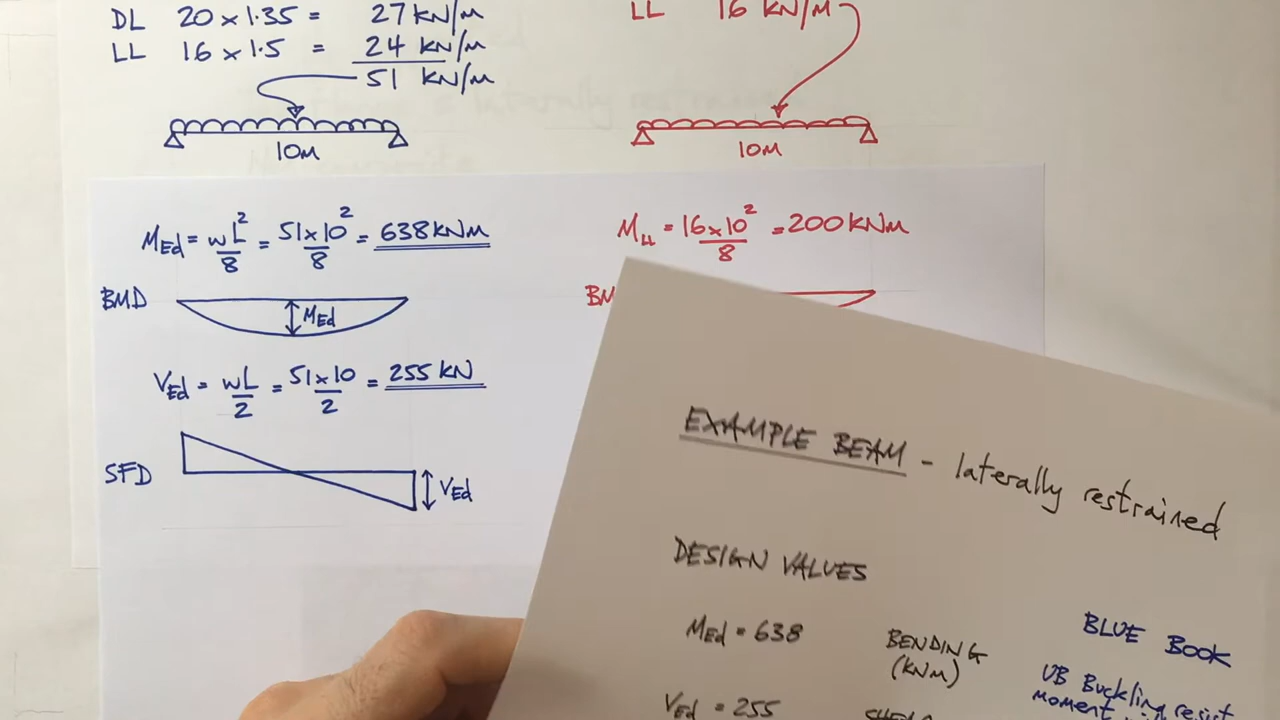 DL 20 x 1.35 = 27 kN/m
LL 16 x 1.5 = 24 kN/m
51 kN/m
10M
MEd = wL²/8 = 51x10²/8 = 638 kNm
BMD
MEd
VEd = wL/2 = 51x10/2 = 255 kN
SFD
VEd
LL 16 kN/m
10M
MLL = 16x10²/8 = 200 kNm
BM
EXAMPLE BEAM - laterally restrained
DESIGN VALUES
MEd = 638
BENDING
(KNM)
BLUE BOOK
UB Buckling resist
moment
VEd = 255